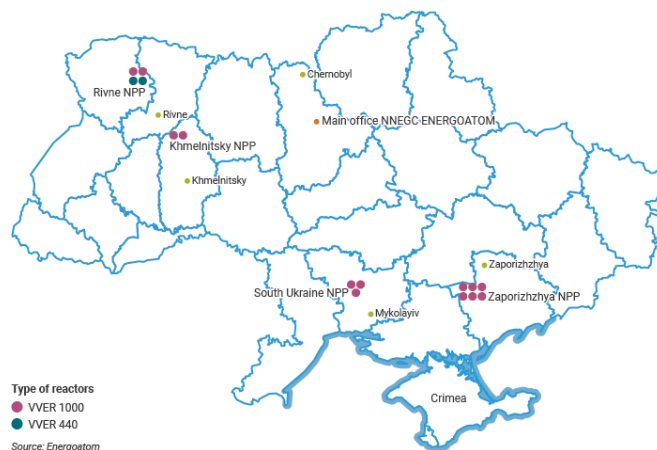 Chernobyl
Rivne NPP
Rivne
Main office NNEGC ENERGOATOM
Khmelnitsky NPP
Khmelnitsky
Zaporizhzhya
South Ukraine NPP
Zaporizhzhya NPP
Mykolayiv
Crimea
Type of reactors
VVER 1000
VVER 440
Source: Energoatom